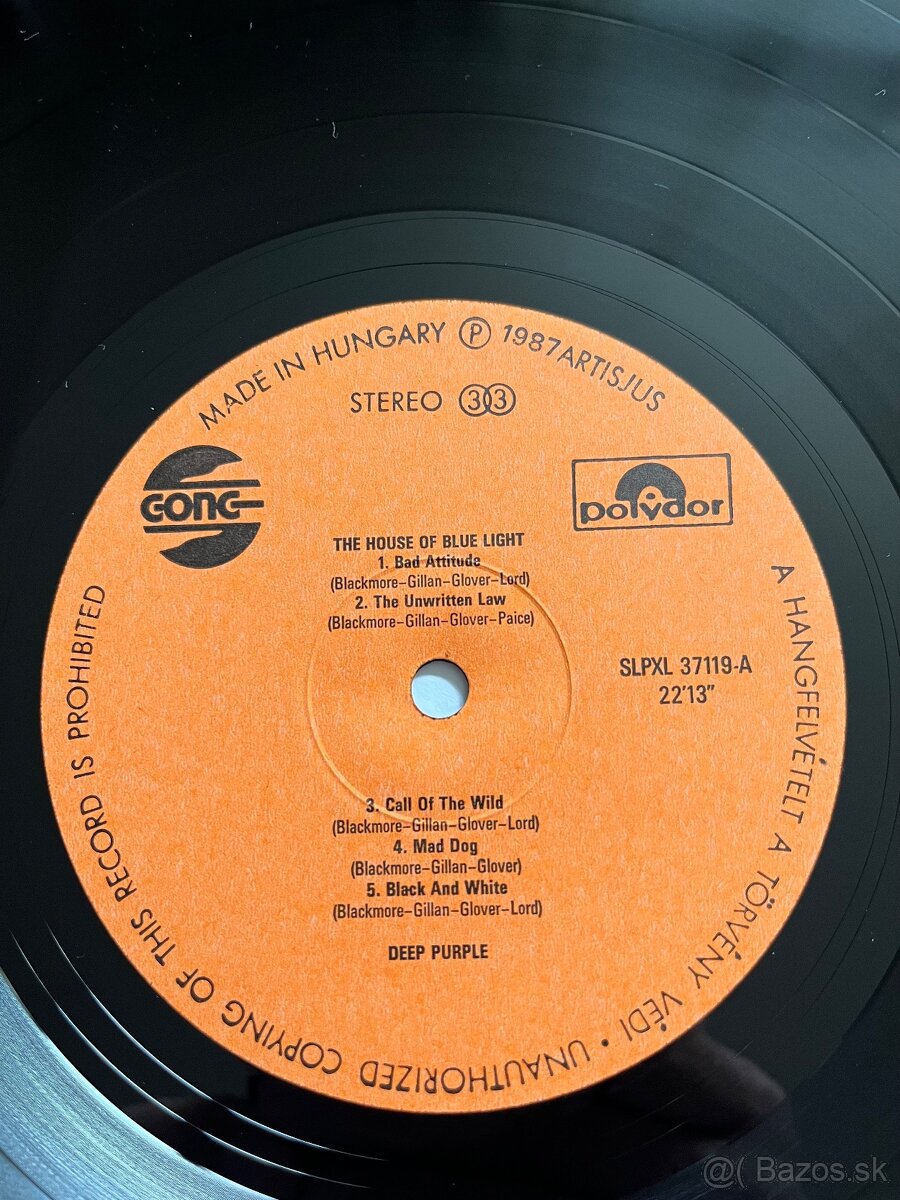 MADE IN HUNGARY Ⓟ 1987 ARTISJUS
STEREO 33
GONG
polydor
THE HOUSE OF BLUE LIGHT
1. Bad Attitude
(Blackmore–Gillan–Glover–Lord)
2. The Unwritten Law
(Blackmore–Gillan–Glover–Paice)
SLPXL 37119-A
22'13"
3. Call Of The Wild
(Blackmore–Gillan–Glover–Lord)
4. Mad Dog
(Blackmore–Gillan–Glover)
5. Black And White
(Blackmore–Gillan–Glover–Lord)
DEEP PURPLE
A HANGFELVÉTELT A TÖRVÉNY VÉDI • UNAUTHORIZED COPYING OF THIS RECORD IS PROHIBITED
@( Bazos.sk